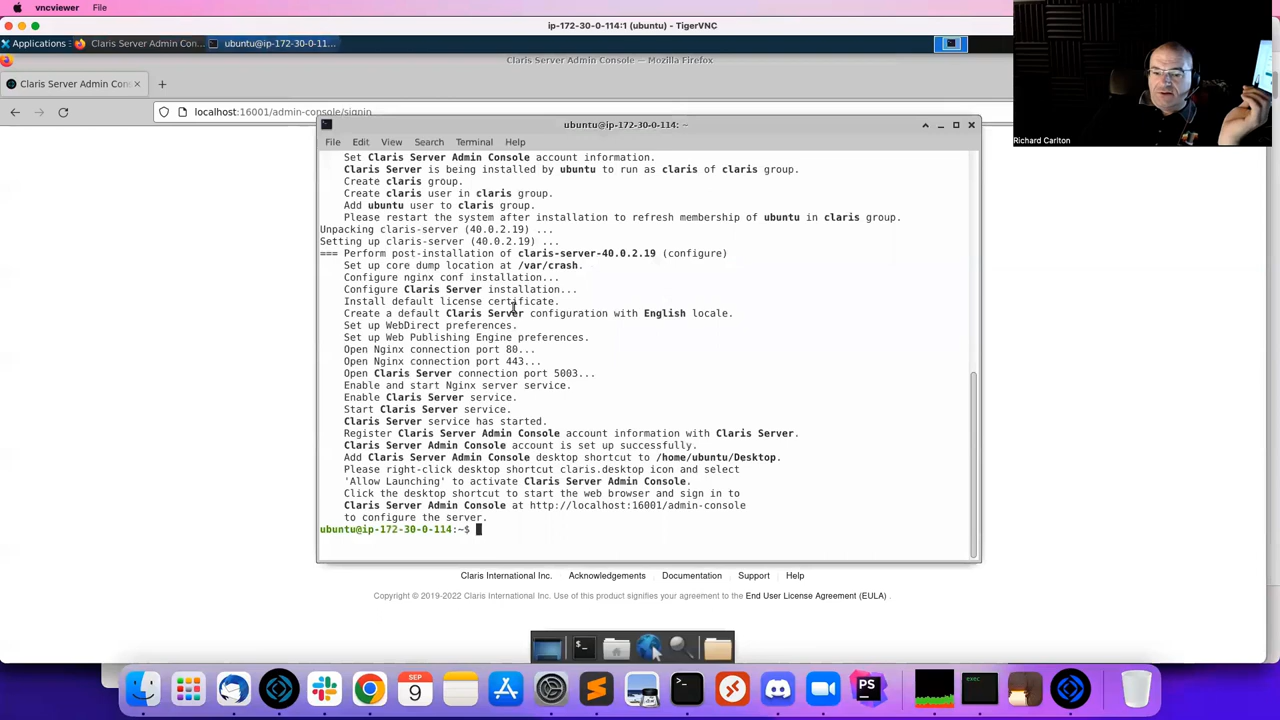 vncviewer File
ip-172-30-0-114:1 (ubuntu) - TigerVNC
Applications Claris Server Admin Con... ubuntu@ip-172-30-0-11...
Claris Server Admin Console — Mozilla Firefox
Claris Server Admin Cons
localhost:16001/admin-console/signin
Richard Carlton
ubuntu@ip-172-30-0-114: ~
File Edit View Search Terminal Help
Set Claris Server Admin Console account information.
Claris Server is being installed by ubuntu to run as claris of claris group.
Create claris group.
Create claris user in claris group.
Add ubuntu user to claris group.
Please restart the system after installation to refresh membership of ubuntu in claris group.
Unpacking claris-server (40.0.2.19) ...
Setting up claris-server (40.0.2.19) ...
=== Perform post-installation of claris-server-40.0.2.19 (configure)
Set up core dump location at /var/crash.
Configure nginx conf installation...
Configure Claris Server installation...
Install default license certificate.
Create a default Claris Server configuration with English locale.
Set up WebDirect preferences.
Set up Web Publishing Engine preferences.
Open Nginx connection port 80...
Open Nginx connection port 443...
Open Claris Server connection port 5003...
Enable and start Nginx server service.
Enable Claris Server service.
Start Claris Server service.
Claris Server service has started.
Register Claris Server Admin Console account information with Claris Server.
Claris Server Admin Console account is set up successfully.
Add Claris Server Admin Console desktop shortcut to /home/ubuntu/Desktop.
Please right-click desktop shortcut claris.desktop icon and select
'Allow Launching' to activate Claris Server Admin Console.
Click the desktop shortcut to start the web browser and sign in to
Claris Server Admin Console at http://localhost:16001/admin-console
to configure the server.
ubuntu@ip-172-30-0-114:~$
Claris International Inc. Acknowledgements Documentation Support Help
Copyright © 2019-2022 Claris International Inc. Use of this product signifies your agreement to the End User License Agreement (EULA) .
SEP
9
PS
exec